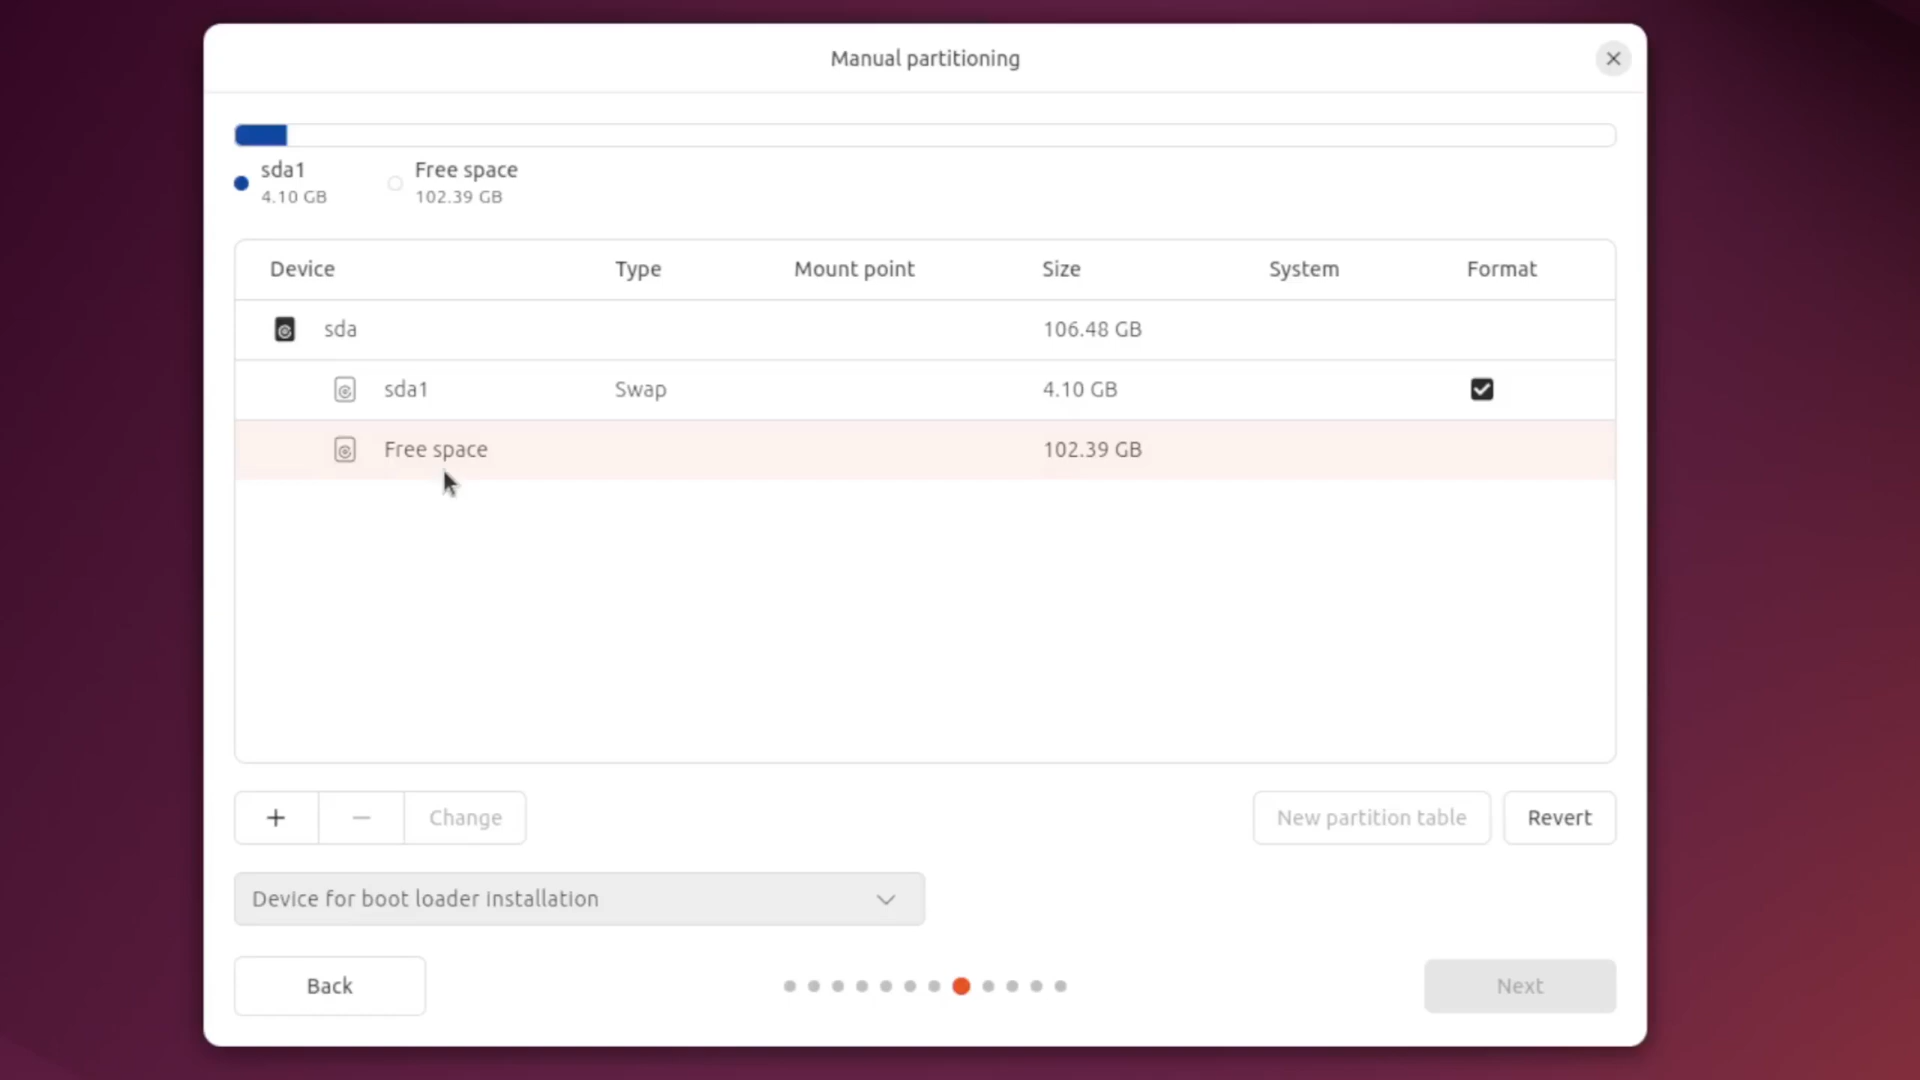 Manual partitioning
sda1
4.10 GB
Free space
102.39 GB
Device Type Mount point Size System Format
sda 106.48 GB
sda1 Swap 4.10 GB
Free space 102.39 GB
+ − Change New partition table Revert
Device for boot loader installation
Back Next